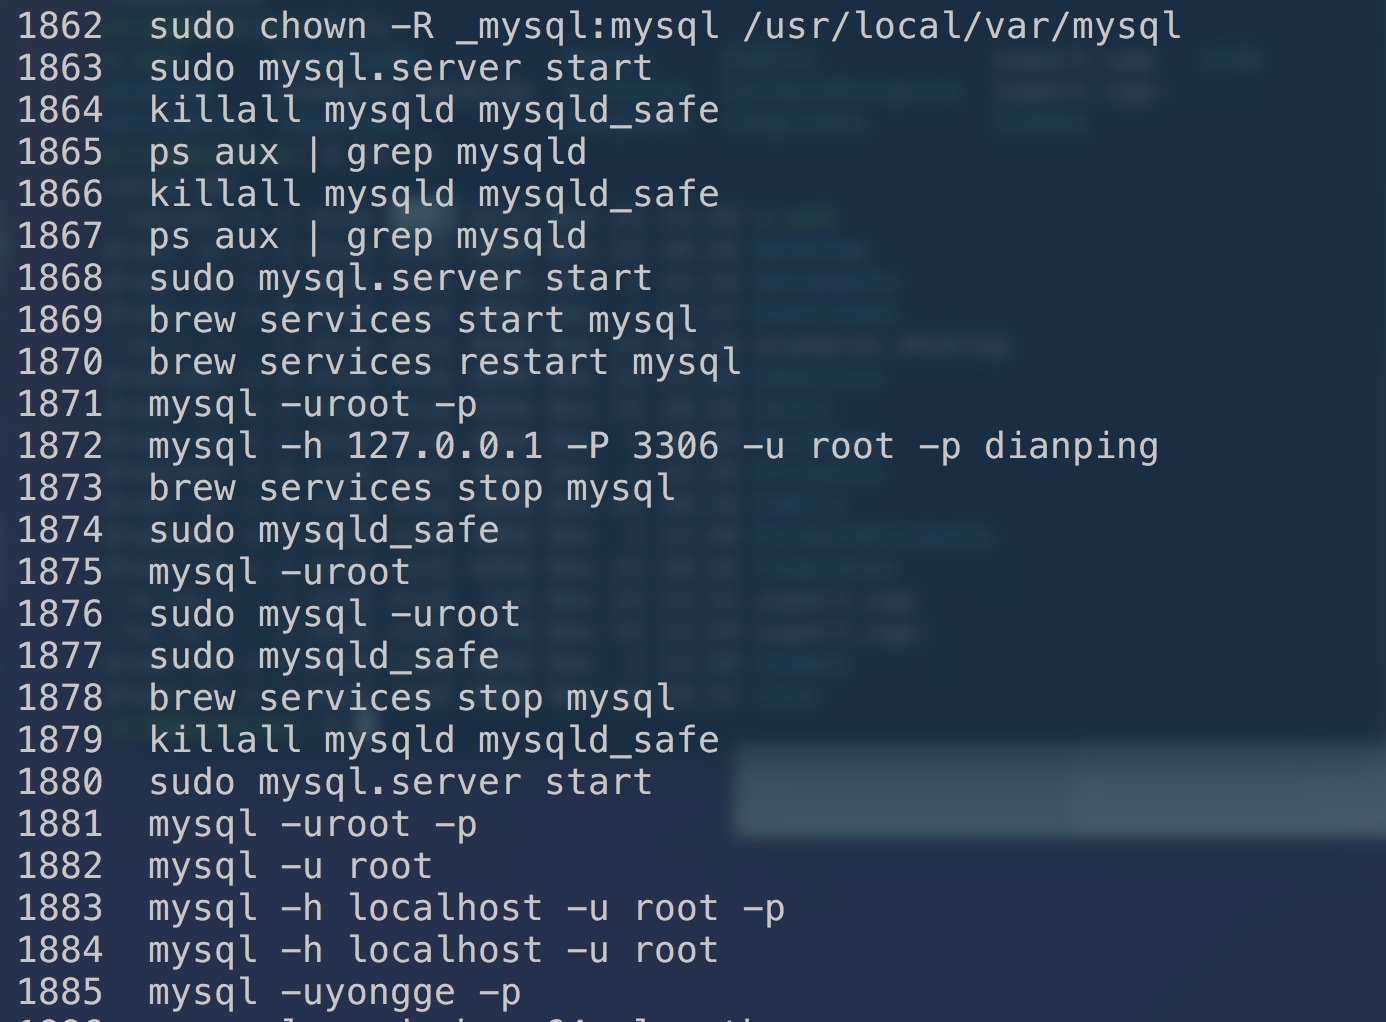 1862  sudo chown -R _mysql:mysql /usr/local/var/mysql
1863  sudo mysql.server start
1864  killall mysqld mysqld_safe
1865  ps aux | grep mysqld
1866  killall mysqld mysqld_safe
1867  ps aux | grep mysqld
1868  sudo mysql.server start
1869  brew services start mysql
1870  brew services restart mysql
1871  mysql -uroot -p
1872  mysql -h 127.0.0.1 -P 3306 -u root -p dianping
1873  brew services stop mysql
1874  sudo mysqld_safe
1875  mysql -uroot
1876  sudo mysql -uroot
1877  sudo mysqld_safe
1878  brew services stop mysql
1879  killall mysqld mysqld_safe
1880  sudo mysql.server start
1881  mysql -uroot -p
1882  mysql -u root
1883  mysql -h localhost -u root -p
1884  mysql -h localhost -u root
1885  mysql -uyongge -p